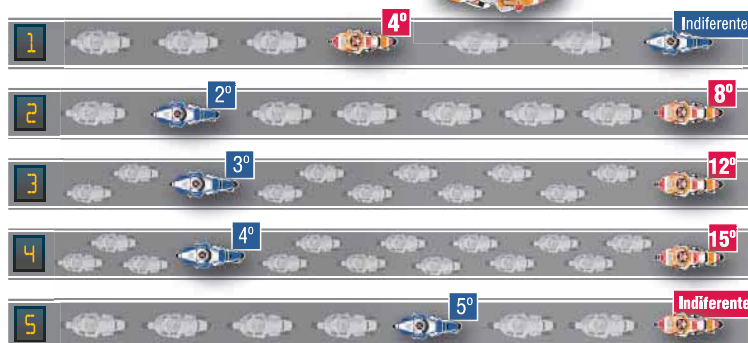 1 4º Indiferente
2 2º 8º
3 3º 12º
4 4º 15º
5 5º Indiferente